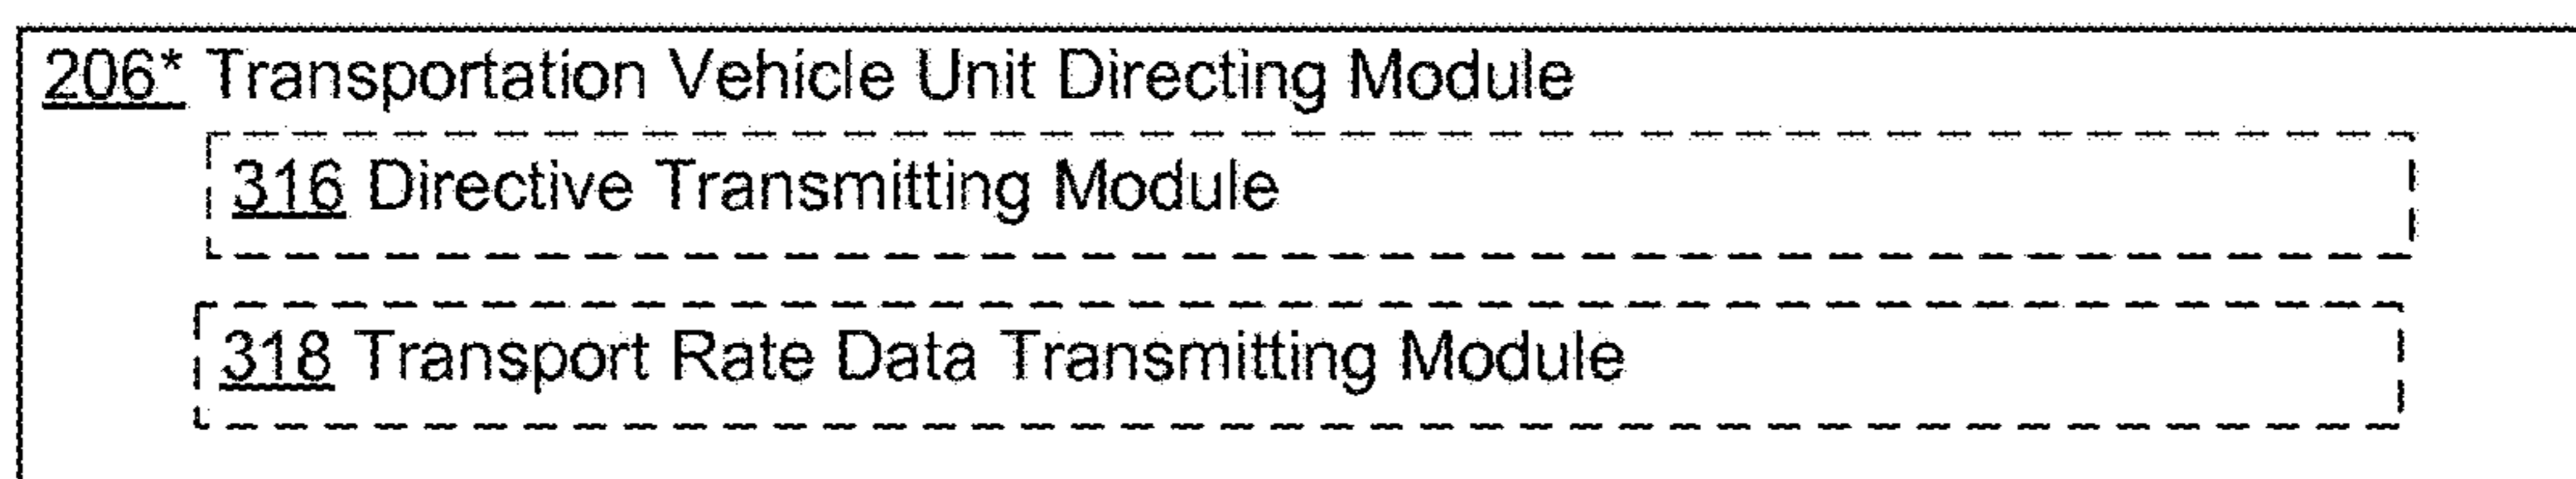 206* Transportation Vehicle Unit Directing Module
316 Directive Transmitting Module
318 Transport Rate Data Transmitting Module